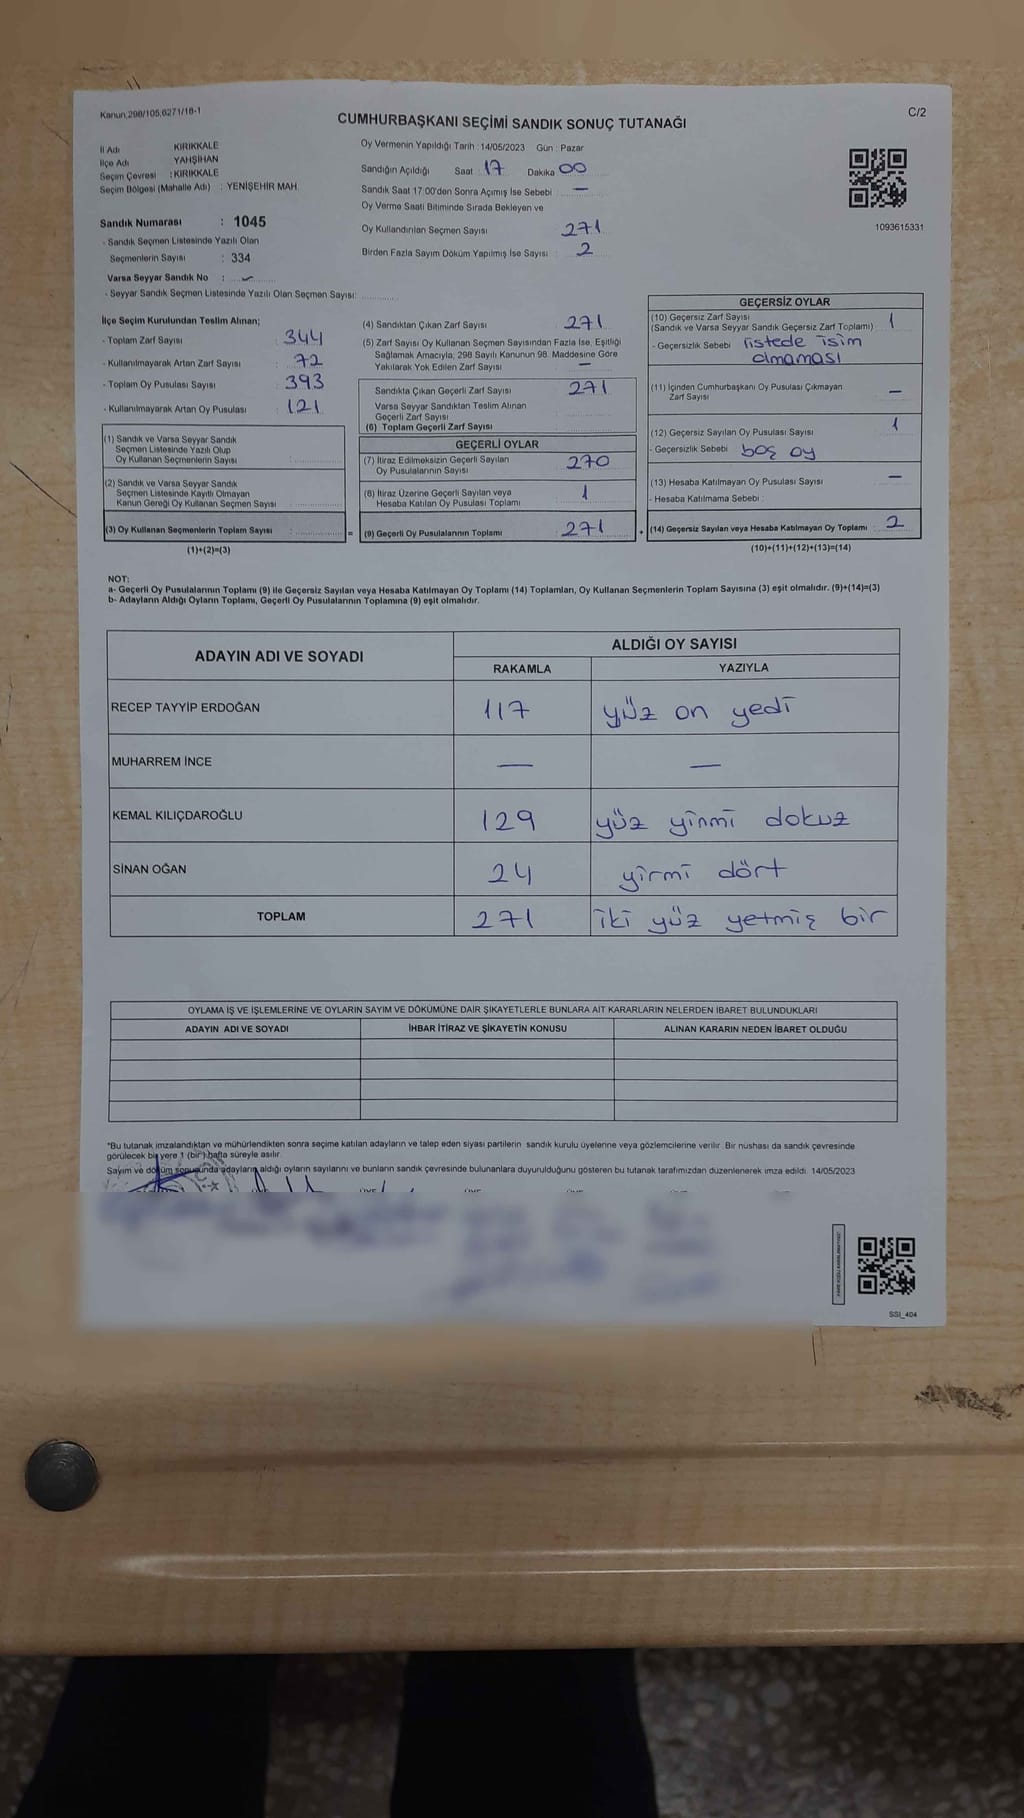 Kanun;298/105;6271/18-1
C/2
CUMHURBAŞKANI SEÇİMİ SANDIK SONUÇ TUTANAĞI
İl Adı KIRIKKALE
İlçe Adı YAHŞİHAN
Seçim Çevresi : KIRIKKALE
Seçim Bölgesi (Mahalle Adı) : YENİŞEHİR MAH.
Sandık Numarası : 1045
- Sandık Seçmen Listesinde Yazılı Olan
Seçmenlerin Sayısı : 334
Varsa Seyyar Sandık No :
- Seyyar Sandık Seçmen Listesinde Yazılı Olan Seçmen Sayısı:
Oy Vermenin Yapıldığı Tarih : 14/05/2023 Gün : Pazar
Sandığın Açıldığı Saat : 17 Dakika 00
Sandık Saat 17:00'den Sonra Açımış İse Sebebi : —
Oy Verme Saati Bitiminde Sırada Bekleyen ve
Oy Kullandırılan Seçmen Sayısı 271
Birden Fazla Sayım Döküm Yapılmış İse Sayısı : 2
1093615331
İlçe Seçim Kurulundan Teslim Alınan;
- Toplam Zarf Sayısı : 344
- Kullanılmayarak Artan Zarf Sayısı : 72
- Toplam Oy Pusulası Sayısı : 393
- Kullanılmayarak Artan Oy Pusulası : 121
(1) Sandık ve Varsa Seyyar Sandık
Seçmen Listesinde Yazılı Olup
Oy Kullanan Seçmenlerin Sayısı :
(2) Sandık ve Varsa Seyyar Sandık
Seçmen Listesinde Kayıtlı Olmayan
Kanun Gereği Oy Kullanan Seçmen Sayısı :
(3) Oy Kullanan Seçmenlerin Toplam Sayısı : =
(1)+(2)=(3)
(4) Sandıktan Çıkan Zarf Sayısı : 271
(5) Zarf Sayısı Oy Kullanan Seçmen Sayısından Fazla İse, Eşitliği
Sağlamak Amacıyla; 298 Sayılı Kanunun 98. Maddesine Göre
Yakılarak Yok Edilen Zarf Sayısı : —
Sandıkta Çıkan Geçerli Zarf Sayısı : 271
Varsa Seyyar Sandıktan Teslim Alınan
Geçerli Zarf Sayısı
(6) Toplam Geçerli Zarf Sayısı
GEÇERLİ OYLAR
(7) İtiraz Edilmeksizin Geçerli Sayılan
Oy Pusulalarının Sayısı : 270
(8) İtiraz Üzerine Geçerli Sayılan veya
Hesaba Katılan Oy Pusulası Toplamı : 1
(9) Geçerli Oy Pusulalarının Toplamı : 271 +
GEÇERSİZ OYLAR
(10) Geçersiz Zarf Sayısı
(Sandık ve Varsa Seyyar Sandık Geçersiz Zarf Toplamı) : 1
- Geçersizlik Sebebi : listede isim
olmaması
(11) İçinden Cumhurbaşkanı Oy Pusulası Çıkmayan
Zarf Sayısı : —
(12) Geçersiz Sayılan Oy Pusulası Sayısı : 1
- Geçersizlik Sebebi : boş oy
(13) Hesaba Katılmayan Oy Pusulası Sayısı : —
- Hesaba Katılmama Sebebi :
(14) Geçersiz Sayılan veya Hesaba Katılmayan Oy Toplamı : 2
(10)+(11)+(12)+(13)=(14)
NOT:
a- Geçerli Oy Pusulalarının Toplamı (9) ile Geçersiz Sayılan veya Hesaba Katılmayan Oy Toplamı (14) Toplamları, Oy Kullanan Seçmenlerin Toplam Sayısına (3) eşit olmalıdır. (9)+(14)=(3)
b- Adayların Aldığı Oyların Toplamı, Geçerli Oy Pusulalarının Toplamına (9) eşit olmalıdır.
ADAYIN ADI VE SOYADI
ALDIĞI OY SAYISI
RAKAMLA YAZIYLA
RECEP TAYYİP ERDOĞAN 117 yüz on yedi
MUHARREM İNCE — —
KEMAL KILIÇDAROĞLU 129 yüz yinmi dokuz
SİNAN OĞAN 24 yirmi dört
TOPLAM 271 iki yüz yetmiş bir
OYLAMA İŞ VE İŞLEMLERİNE VE OYLARIN SAYIM VE DÖKÜMÜNE DAİR ŞİKAYETLERLE BUNLARA AİT KARARLARIN NELERDEN İBARET BULUNDUKLARI
ADAYIN ADI VE SOYADI İHBAR İTİRAZ VE ŞİKAYETİN KONUSU ALINAN KARARIN NEDEN İBARET OLDUĞU
*Bu tutanak imzalandıktan ve mühürlendikten sonra seçime katılan adayların ve talep eden siyasi partilerin sandık kurulu üyelerine veya gözlemcilerine verilir. Bir nüshası da sandık çevresinde
görülecek bir yere 1 (bir) hafta süreyle asılır.
Sayım ve döküm sonucunda adayların aldığı oyların sayılarını ve bunların sandık çevresinde bulunanlara duyurulduğunu gösteren bu tutanak tarafımızdan düzenlenerek imza edildi. 14/05/2023
SSI_404